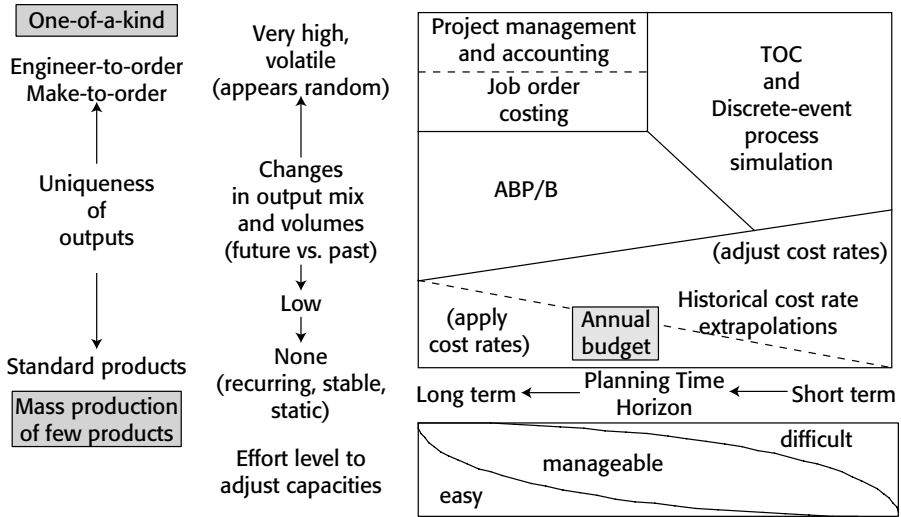 One-of-a-kind
Engineer-to-order
Make-to-order
Uniqueness
of
outputs
Standard products
Mass production
of few products
Very high,
volatile
(appears random)
Changes
in output mix
and volumes
(future vs. past)
Low
None
(recurring, stable,
static)
Effort level to
adjust capacities
Project management
and accounting
Job order
costing
TOC
and
Discrete-event
process
simulation
ABP/B
(adjust cost rates)
Historical cost rate
extrapolations
(apply
cost rates)
Annual
budget
Long term
Planning Time
Horizon
Short term
difficult
manageable
easy